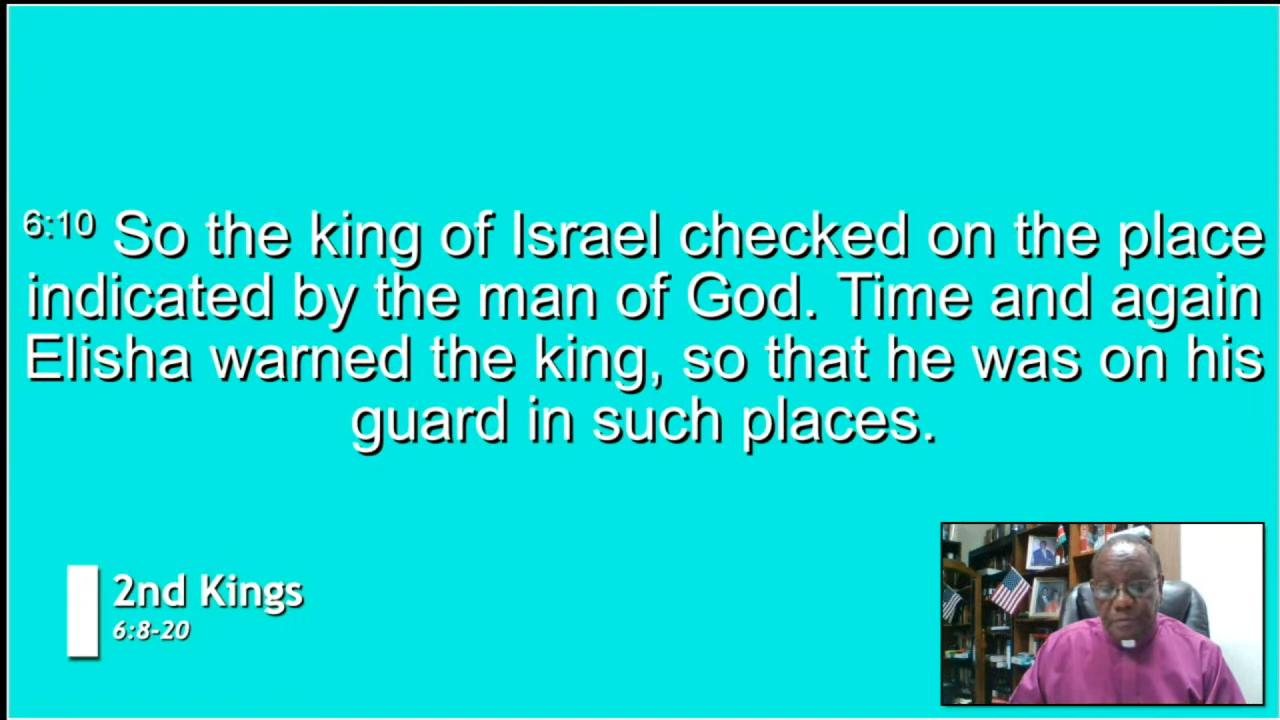 6:10 So the king of Israel checked on the place
indicated by the man of God. Time and again
Elisha warned the king, so that he was on his
guard in such places.
2nd Kings
6:8-20